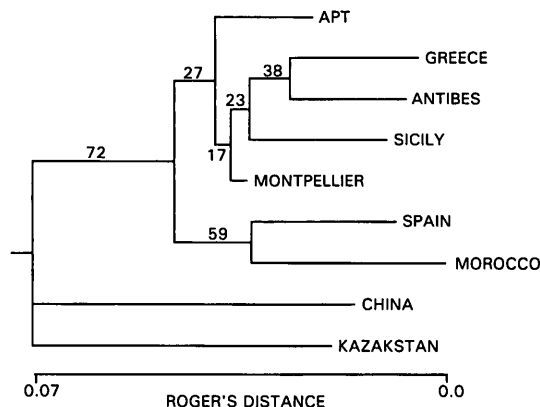 APT
GREECE
38
27
ANTIBES
23
SICILY
17
72
MONTPELLIER
SPAIN
59
MOROCCO
CHINA
KAZAKSTAN
0.07 0.0
ROGER'S DISTANCE